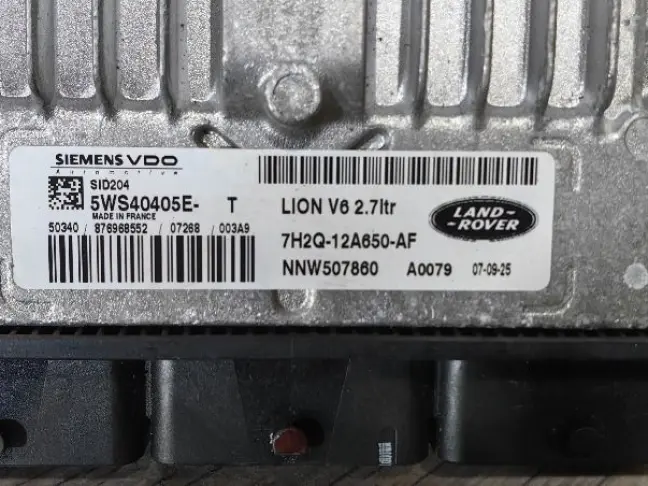 SIEMENS VDO
Automotive
SID204
5WS40405E- T
MADE IN FRANCE
50340 / 876968552 / 07268 / 003A9
LION V6 2.7ltr
7H2Q-12A650-AF
NNW507860 A0079 07-09-25
LAND-
ROVER